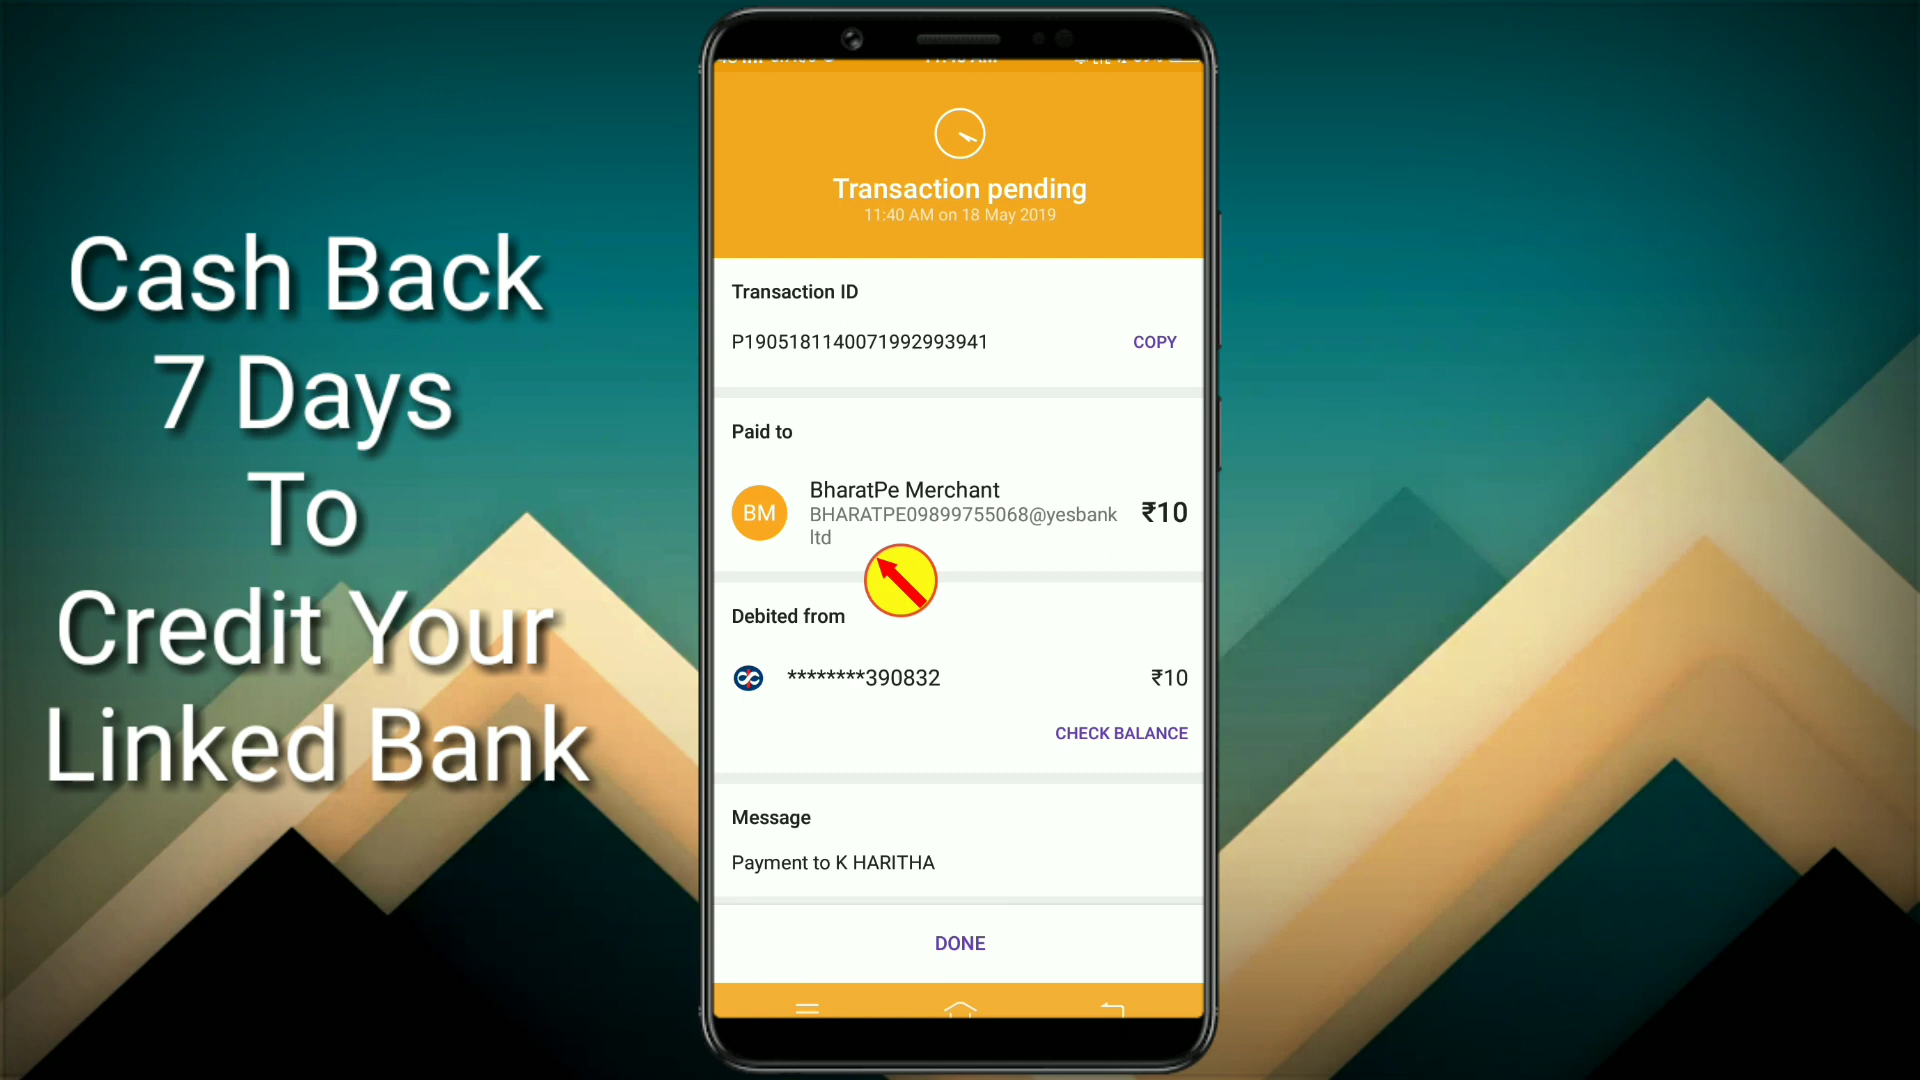 Cash Back
7 Days
To
Credit Your
Linked Bank
Transaction pending
11:40 AM on 18 May 2019
Transaction ID
P1905181140071992993941
COPY
Paid to
BM
BharatPe Merchant
BHARATPE09899755068@yesbank
ltd
₹10
Debited from
********390832
₹10
CHECK BALANCE
Message
Payment to K HARITHA
DONE